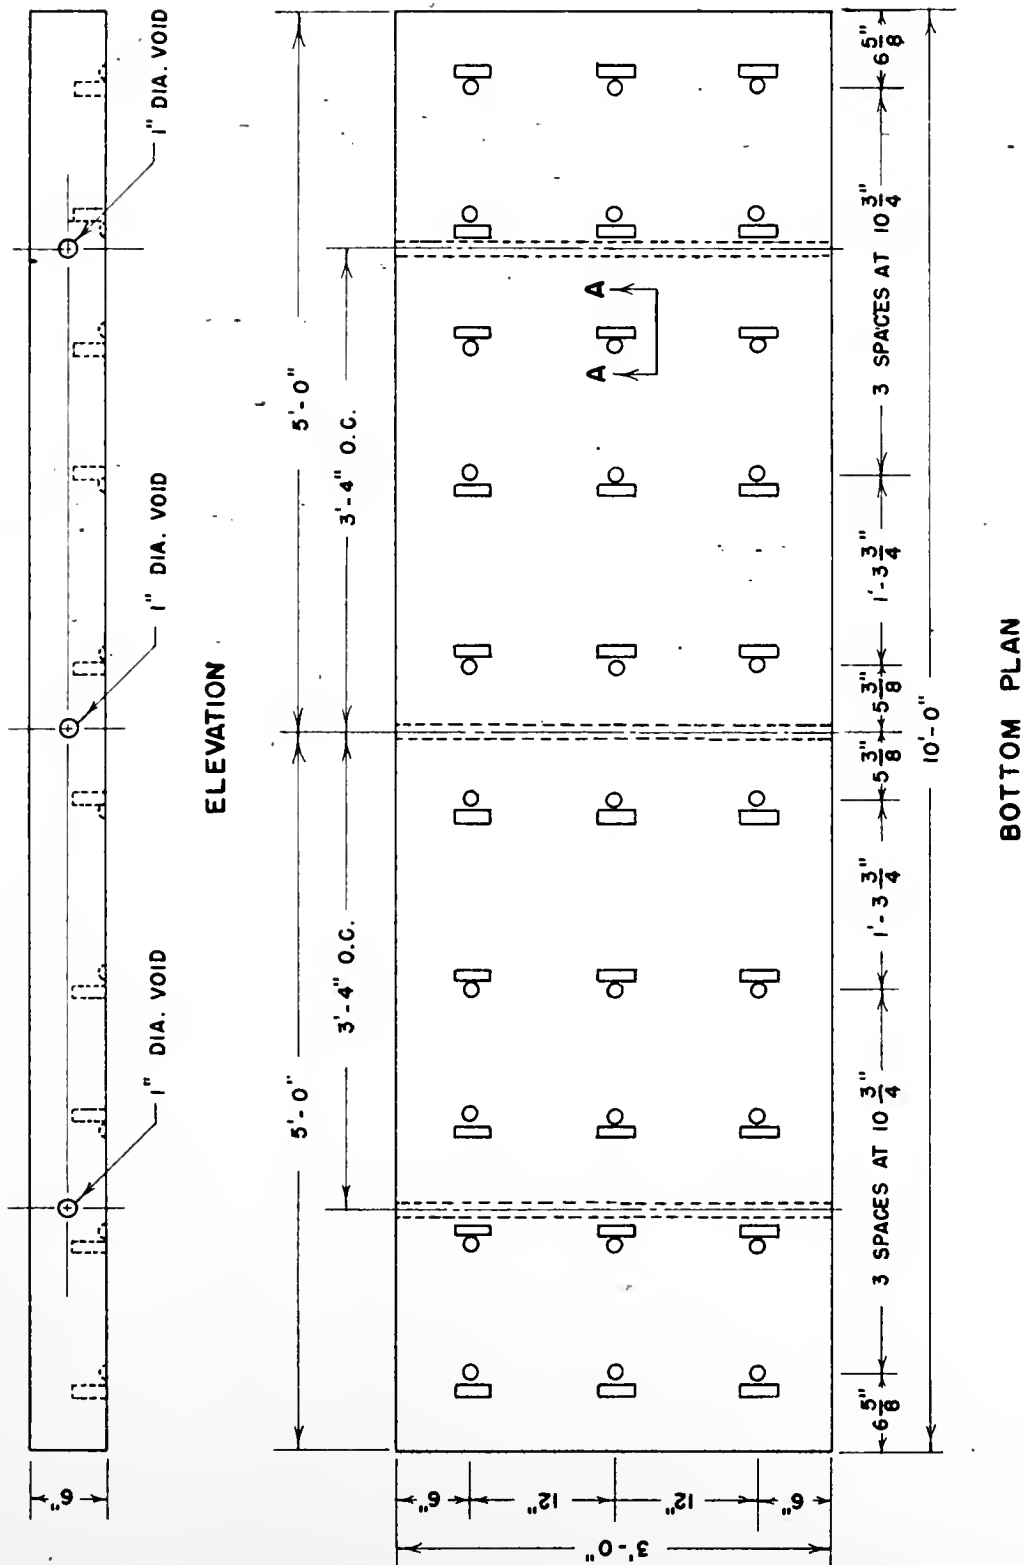 6"
1" DIA. VOID
1" DIA. VOID
1" DIA. VOID
ELEVATION
5'-0"
5'-0"
3'-4" O.C.
3'-4" O.C.
3'-0"
6"
12"
12"
6"
A
A
6 5/8"
3 SPACES AT 10 3/4"
1'-3 3/4"
5 3/8"
5 3/8"
1'-3 3/4"
3 SPACES AT 10 3/4"
6 5/8"
10'-0"
BOTTOM PLAN